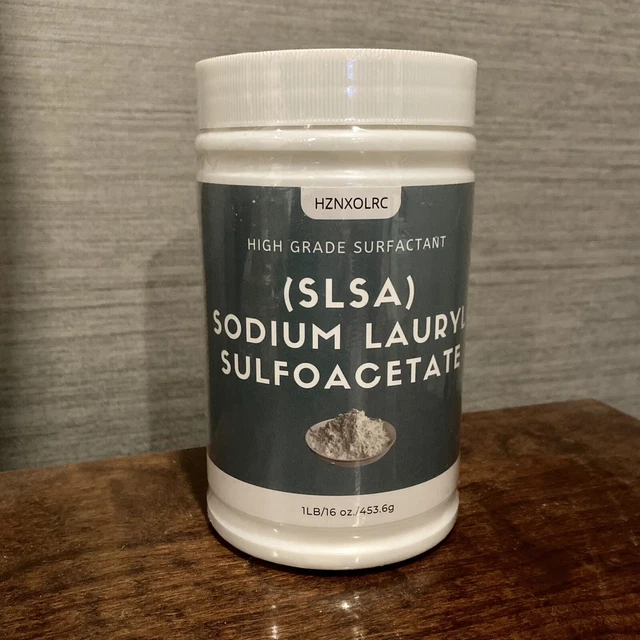 HZNXOLRC
HIGH GRADE SURFACTANT
(SLSA)
SODIUM LAURYL
SULFOACETATE
1LB/16 oz./453.6g